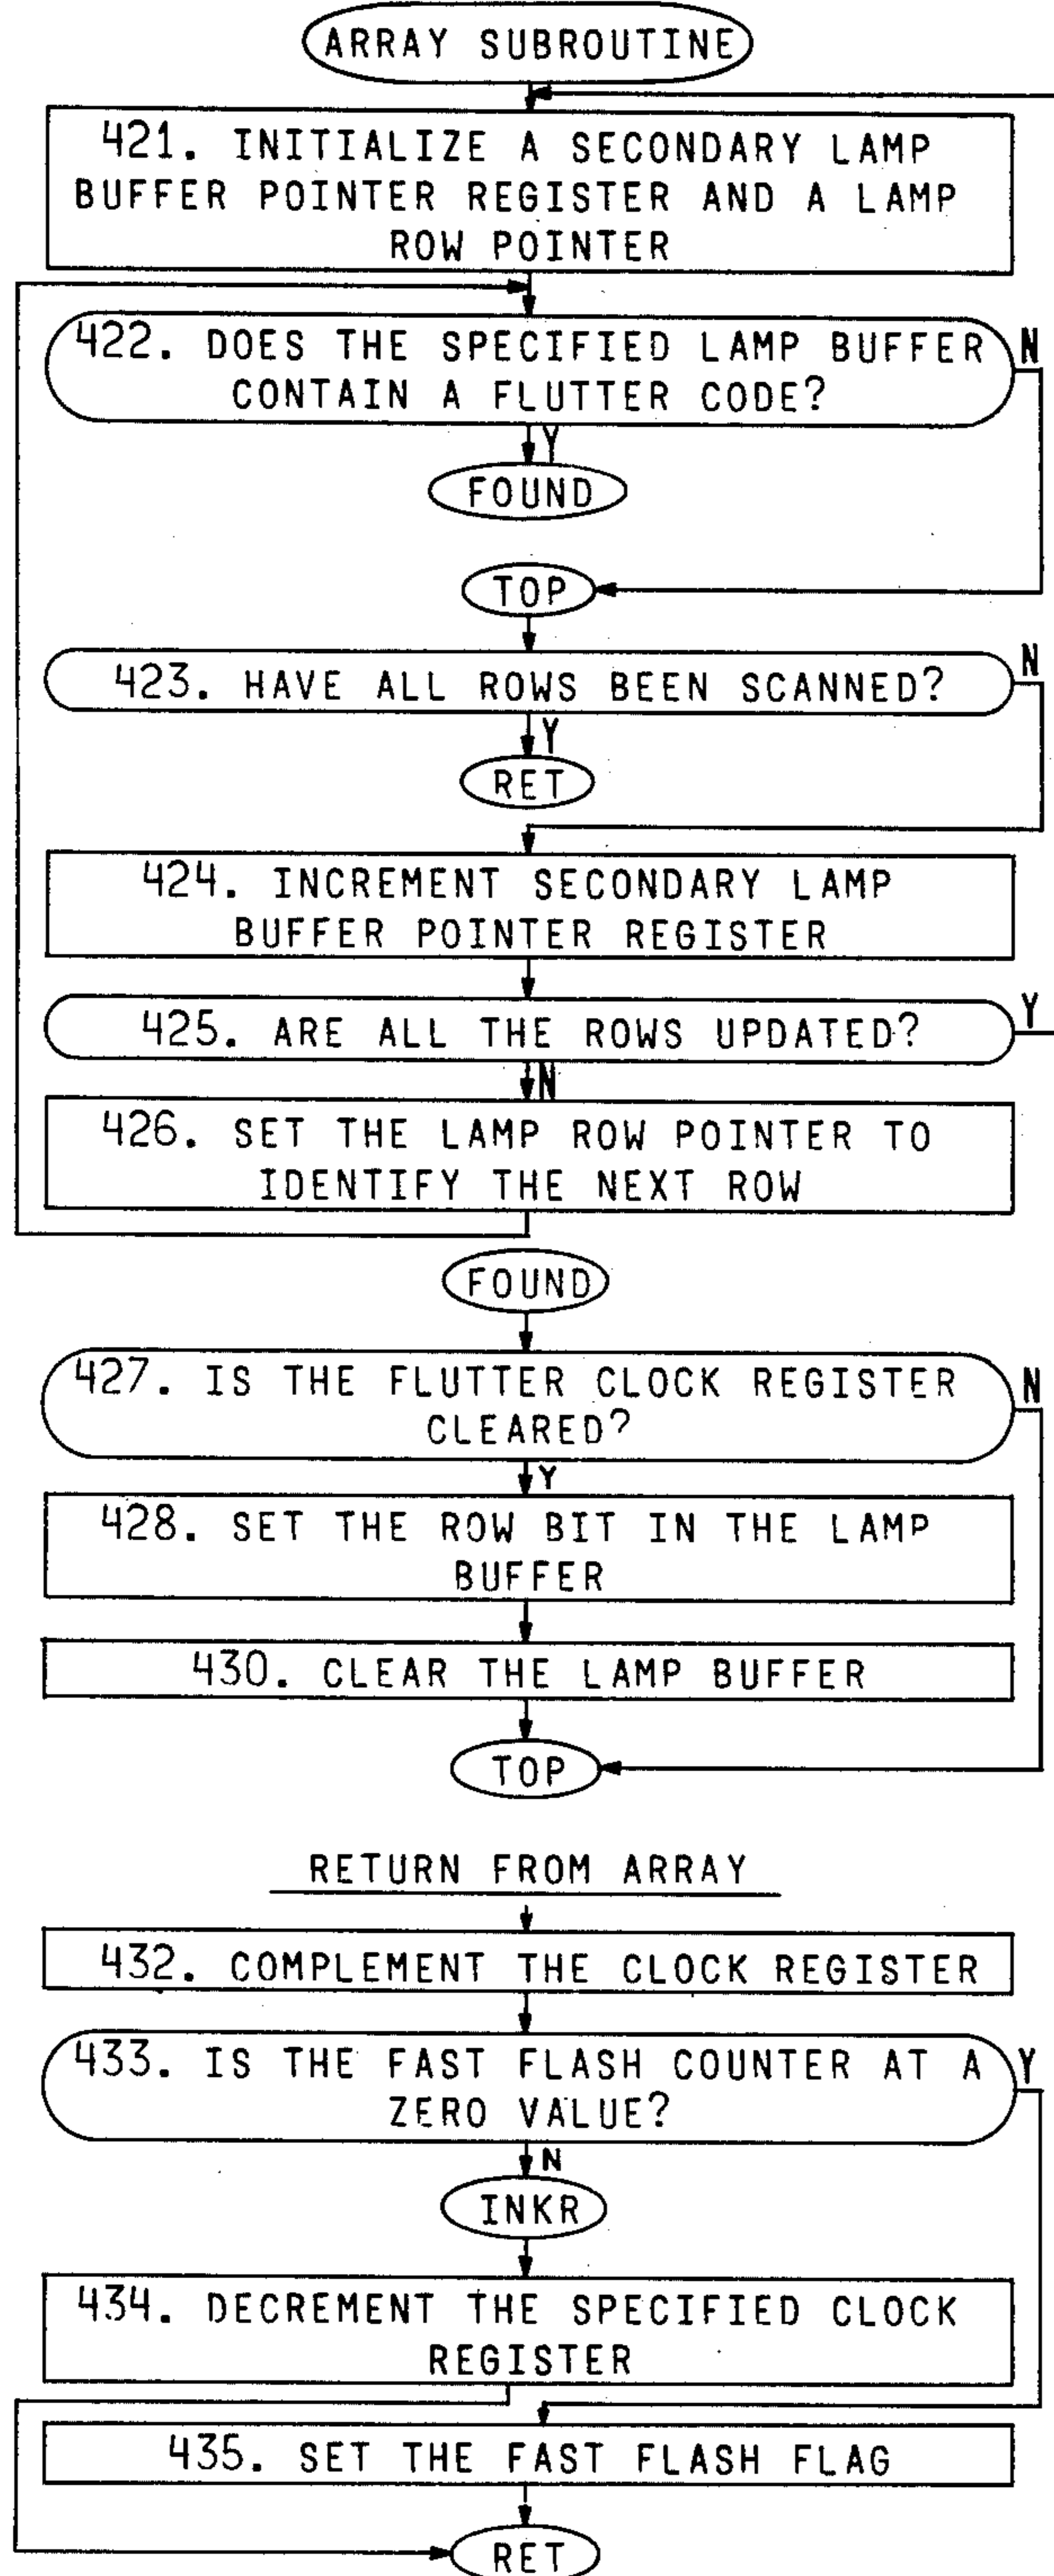 ARRAY SUBROUTINE
421. INITIALIZE A SECONDARY LAMP
BUFFER POINTER REGISTER AND A LAMP
ROW POINTER
422. DOES THE SPECIFIED LAMP BUFFER
CONTAIN A FLUTTER CODE?
N
Y
FOUND
TOP
423. HAVE ALL ROWS BEEN SCANNED?
N
Y
RET
424. INCREMENT SECONDARY LAMP
BUFFER POINTER REGISTER
425. ARE ALL THE ROWS UPDATED?
Y
N
426. SET THE LAMP ROW POINTER TO
IDENTIFY THE NEXT ROW
FOUND
427. IS THE FLUTTER CLOCK REGISTER
CLEARED?
N
Y
428. SET THE ROW BIT IN THE LAMP
BUFFER
430. CLEAR THE LAMP BUFFER
TOP
RETURN FROM ARRAY
432. COMPLEMENT THE CLOCK REGISTER
433. IS THE FAST FLASH COUNTER AT A
ZERO VALUE?
Y
N
INKR
434. DECREMENT THE SPECIFIED CLOCK
REGISTER
435. SET THE FAST FLASH FLAG
RET